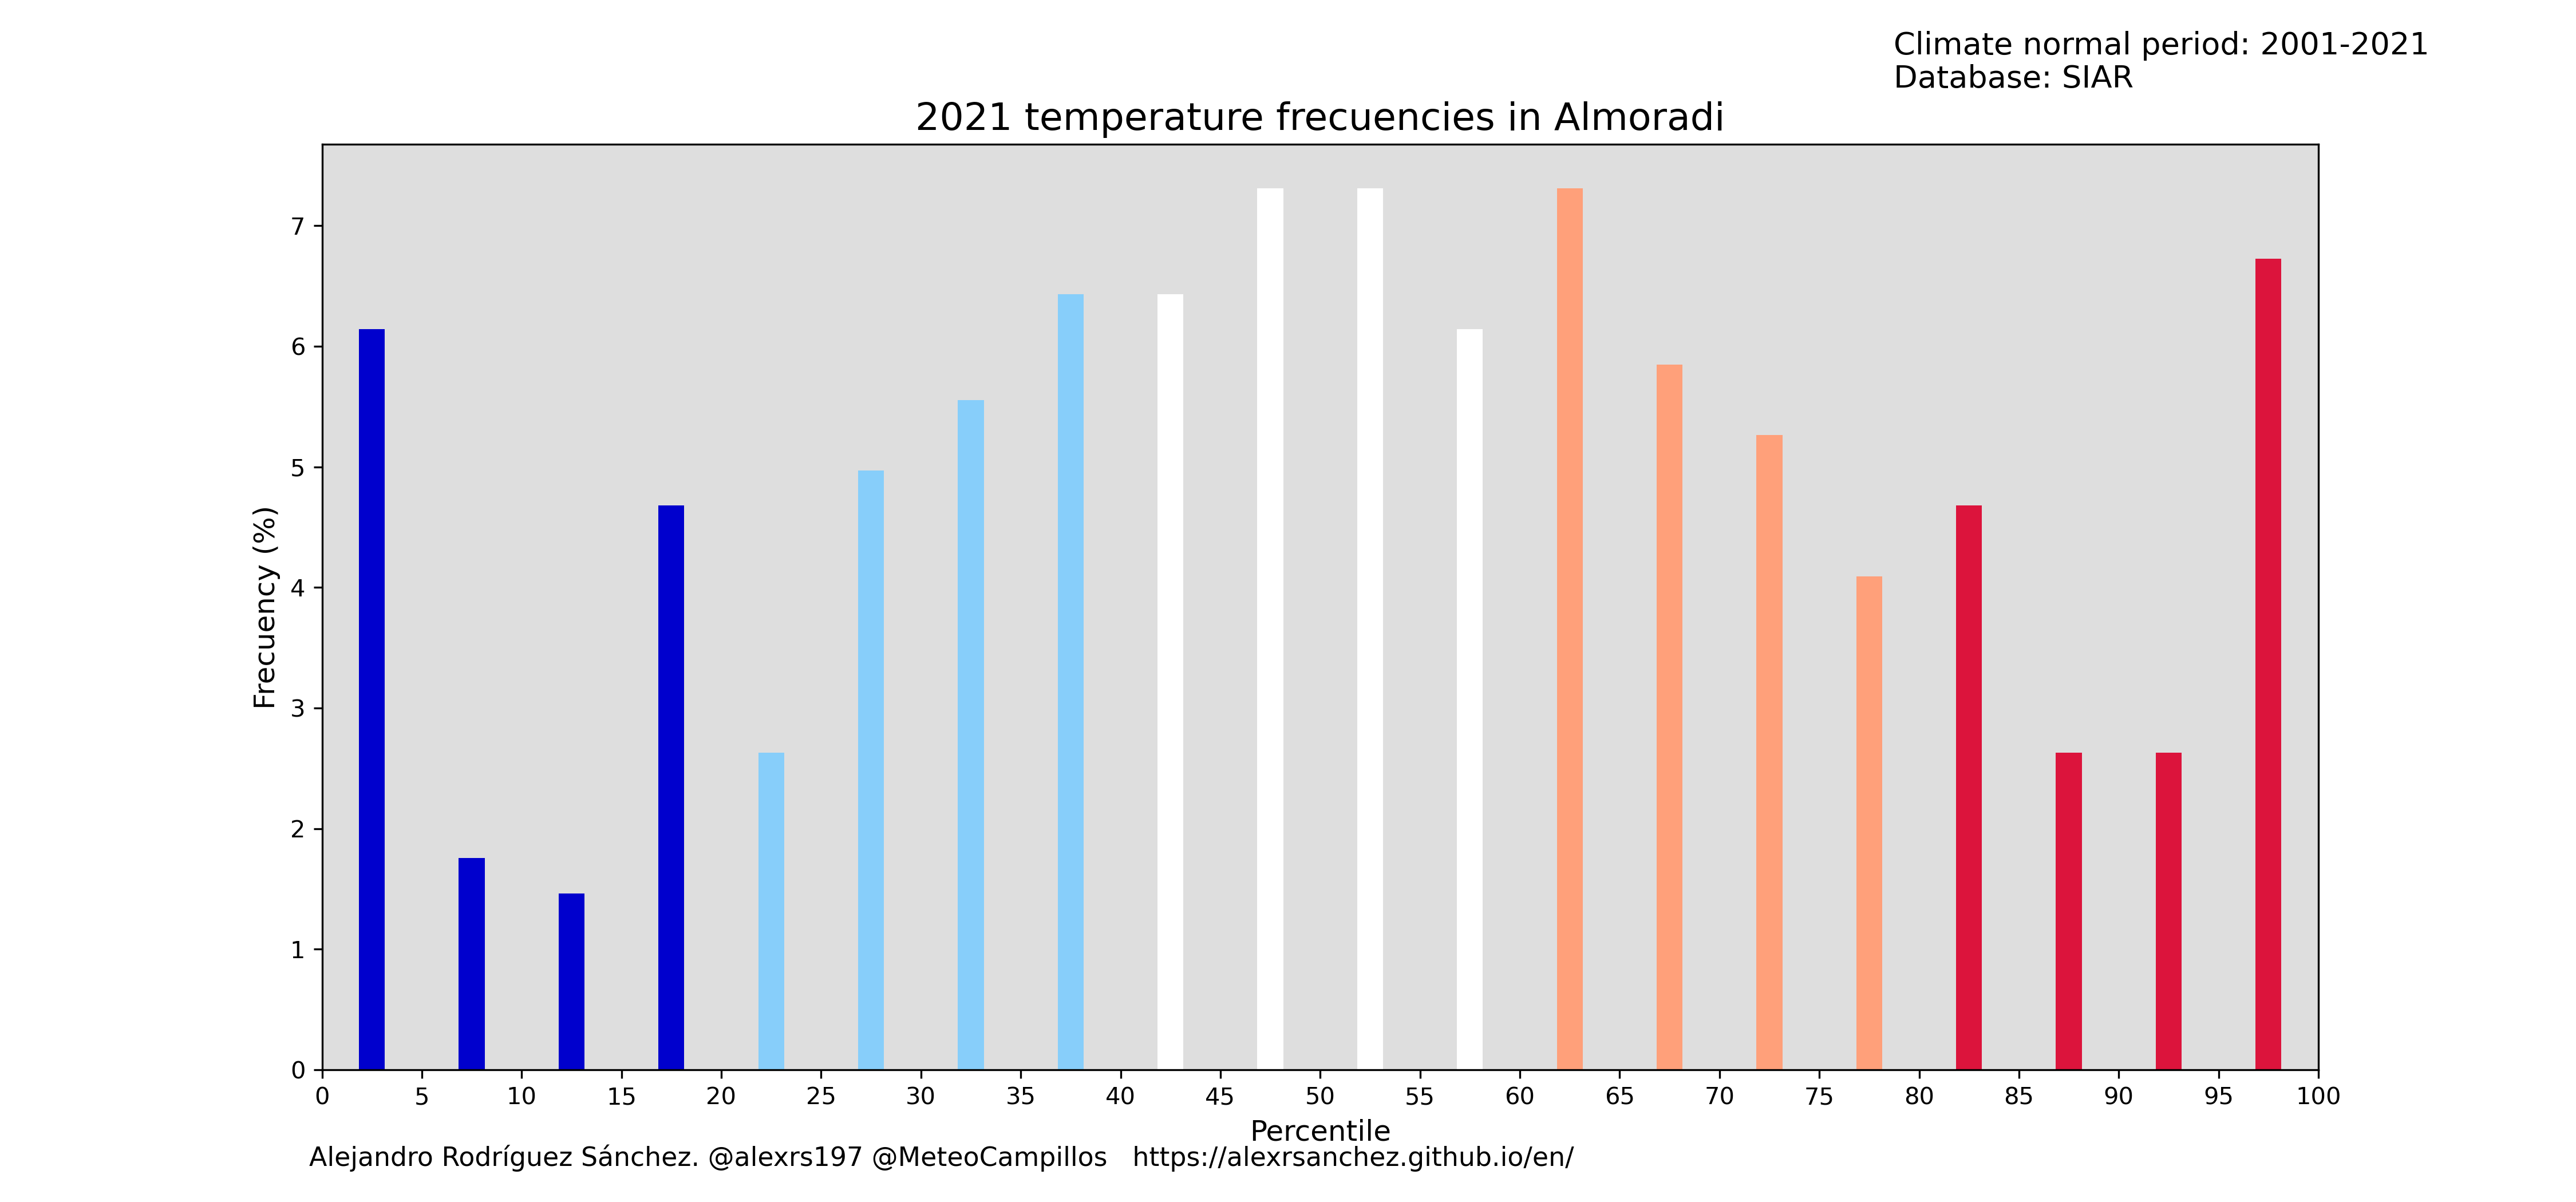 Climate normal period: 2001-2021
Database: SIAR
2021 temperature frecuencies in Almoradi
Frecuency (%)
7
6
5
4
3
2
1
0
0 5 10 15 20 25 30 35 40 45 50 55 60 65 70 75 80 85 90 95 100
Percentile
Alejandro Rodríguez Sánchez. @alexrs197 @MeteoCampillos https://alexrsanchez.github.io/en/